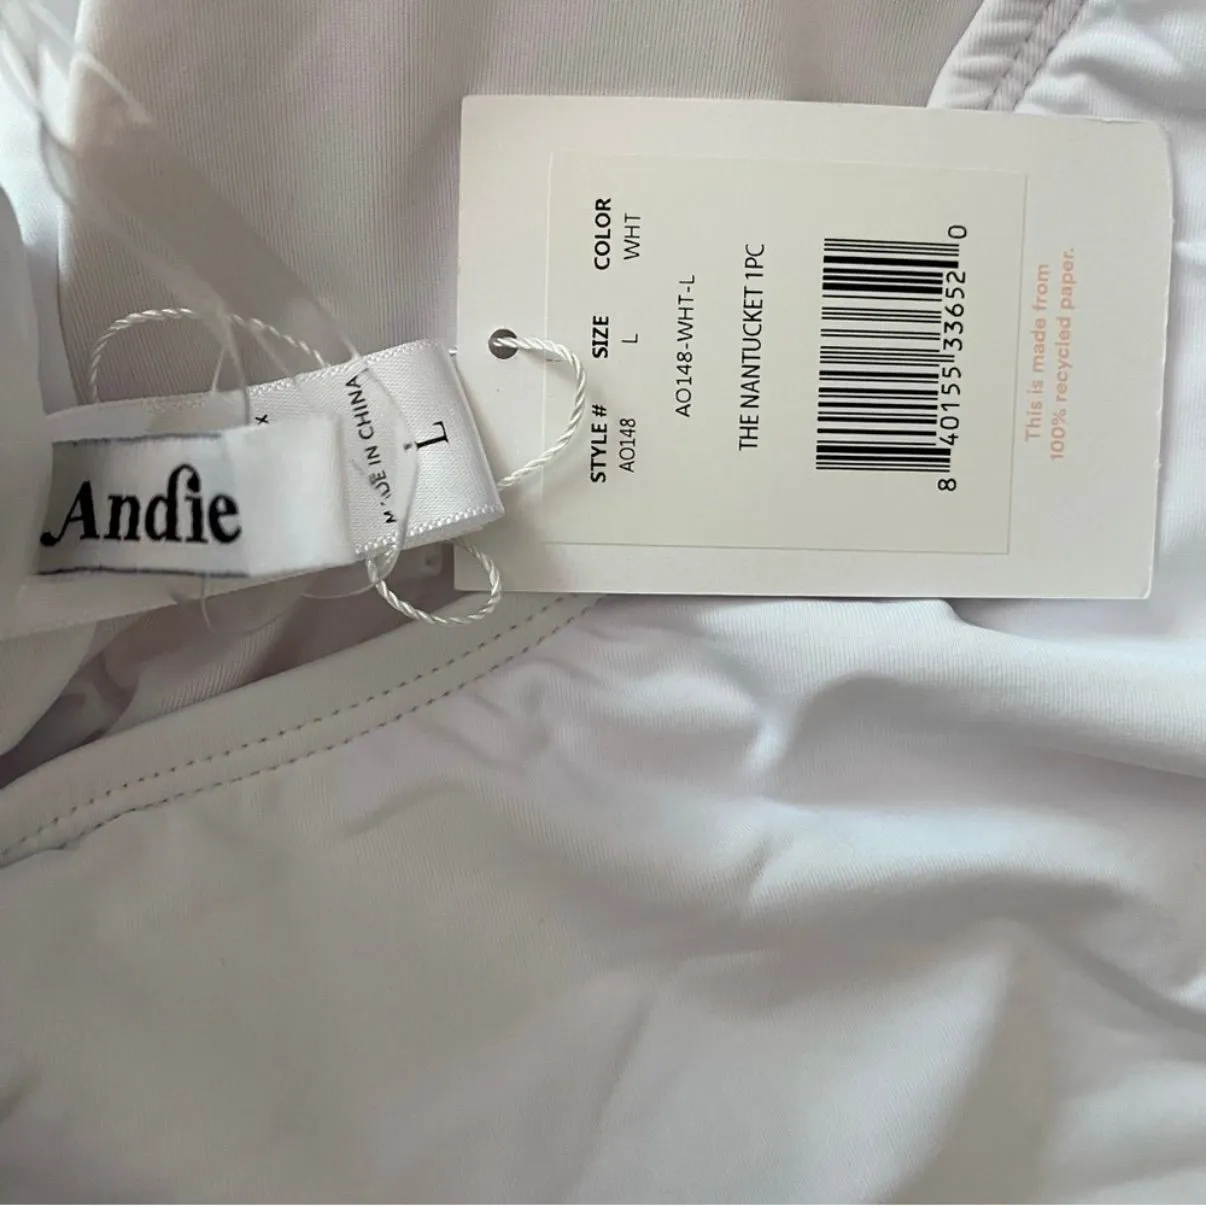 Andie
MADE IN CHINA
L
STYLE # SIZE COLOR
AO148 L WHT
AO148-WHT-L
THE NANTUCKET 1PC
8 40155 33652 0
This is made from
100% recycled paper.